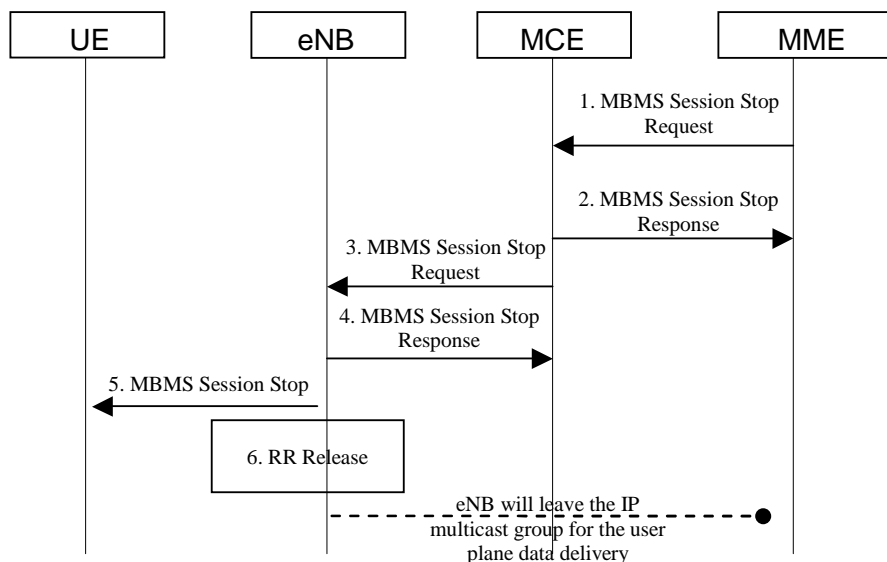 UE
eNB
MCE
MME
1. MBMS Session Stop
Request
2. MBMS Session Stop
Response
3. MBMS Session Stop
Request
4. MBMS Session Stop
Response
5. MBMS Session Stop
6. RR Release
eNB will leave the IP
multicast group for the user
plane data delivery